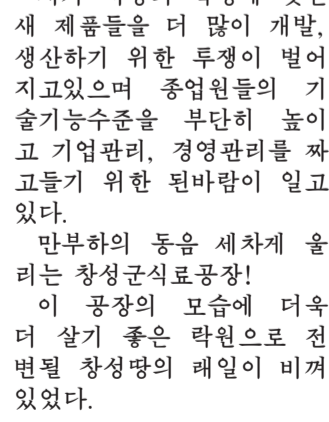 새 제품들을 더 많이 개발,
생산하기 위한 투쟁이 벌어
지고있으며 종업원들의 기
술기능수준을 부단히 높이
고 기업관리, 경영관리를 짜
고들기 위한 된바람이 일고
있다.
만부하의 동음 세차게 울
리는 창성군식료공장!
이 공장의 모습에 더욱
더 살기 좋은 락원으로 전
변될 창성땅의 래일이 비껴
있었다.